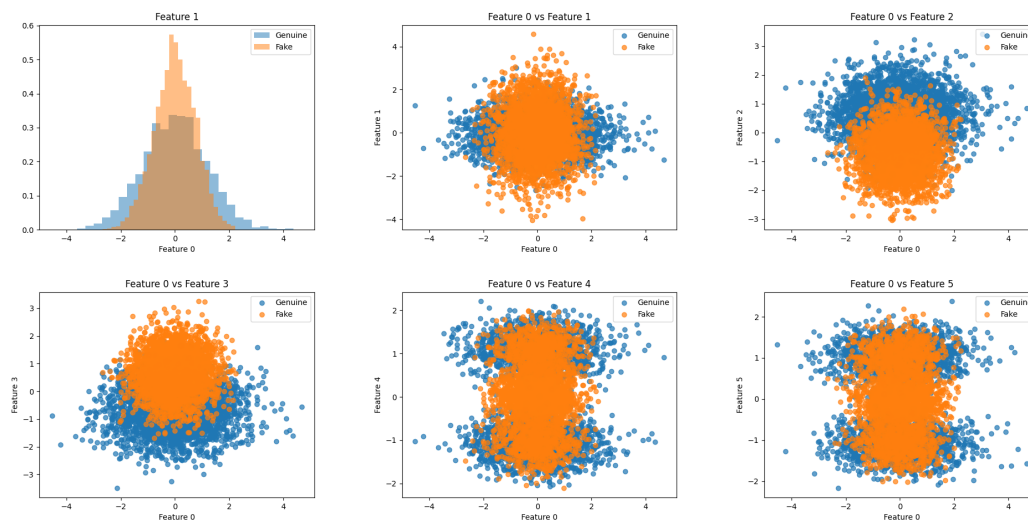 Feature 1
0.6
0.5
0.4
0.3
0.2
0.1
0.0
−4 −2 0 2 4
Feature 0
Genuine
Fake
Feature 0 vs Feature 1
4
2
0
−2
−4
Feature 1
−4 −2 0 2 4
Feature 0
Genuine
Fake
Feature 0 vs Feature 2
3
2
1
0
−1
−2
−3
Feature 2
−4 −2 0 2 4
Feature 0
Genuine
Fake
Feature 0 vs Feature 3
3
2
1
0
−1
−2
−3
Feature 3
−4 −2 0 2 4
Feature 0
Genuine
Fake
Feature 0 vs Feature 4
2
1
0
−1
−2
Feature 4
−4 −2 0 2 4
Feature 0
Genuine
Fake
Feature 0 vs Feature 5
2
1
0
−1
−2
Feature 5
−4 −2 0 2 4
Feature 0
Genuine
Fake